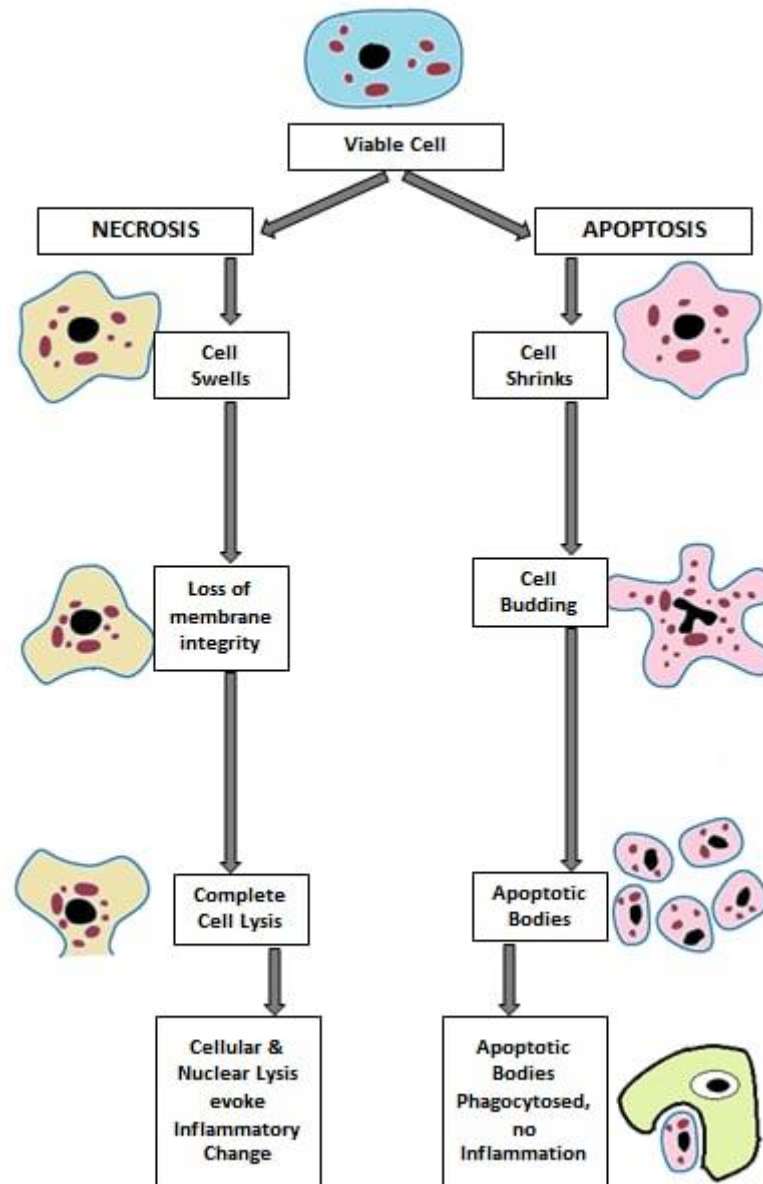 Viable Cell
NECROSIS
APOPTOSIS
Cell
Swells
Cell
Shrinks
Loss of
membrane
integrity
Cell
Budding
Complete
Cell Lysis
Apoptotic
Bodies
Cellular &
Nuclear Lysis
evoke
Inflammatory
Change
Apoptotic
Bodies
Phagocytosed,
no
Inflammation